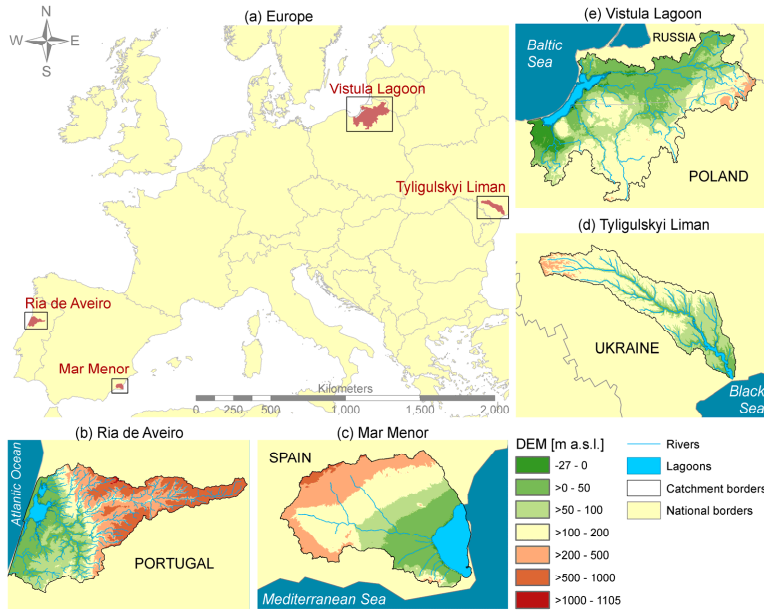 (a) Europe
N
W E
S
Vistula Lagoon
Tyligulskyi Liman
Ria de Aveiro
Mar Menor
Kilometers
0 250 500 1,000 1,500 2,000
(e) Vistula Lagoon
Baltic
Sea
RUSSIA
POLAND
(d) Tyligulskyi Liman
UKRAINE
Black
Sea
(b) Ria de Aveiro
Atlantic Ocean
PORTUGAL
(c) Mar Menor
SPAIN
Mediterranean Sea
DEM [m a.s.l.]
-27 - 0
>0 - 50
>50 - 100
>100 - 200
>200 - 500
>500 - 1000
>1000 - 1105
Rivers
Lagoons
Catchment borders
National borders